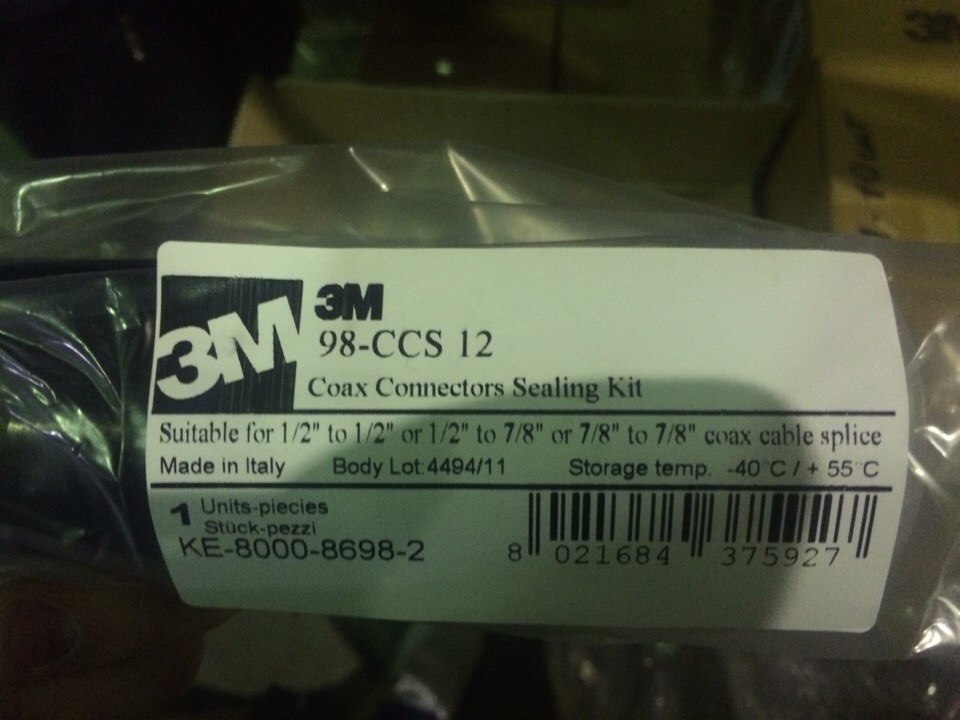 3M
3M
3M
98-CCS 12
Coax Connectors Sealing Kit
Suitable for 1/2" to 1/2" or 1/2" to 7/8" or 7/8" to 7/8" coax cable splice
Made in Italy Body Lot:4494/11 Storage temp. -40°C / + 55°C
1 Units-piecies
Stück-pezzi
KE-8000-8698-2
8 021684 375927